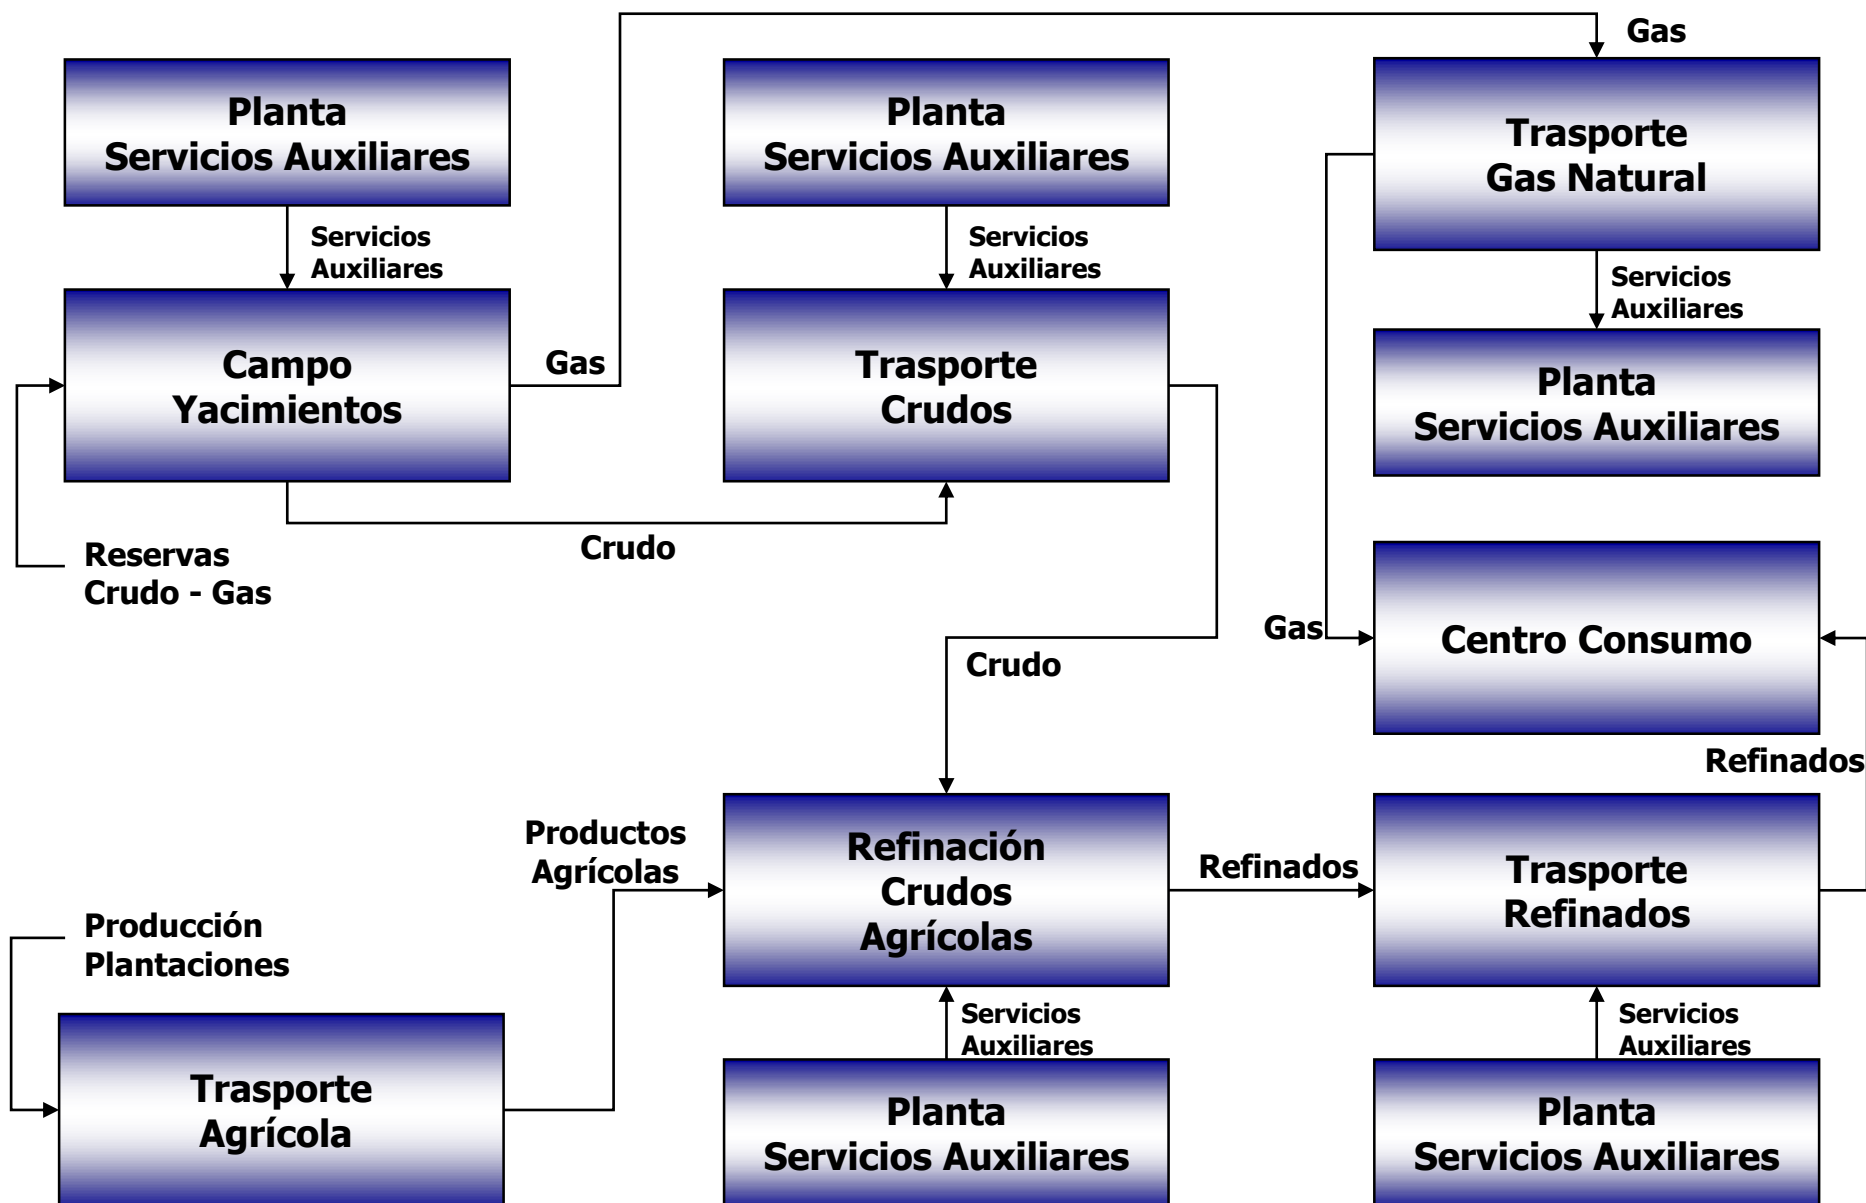 Gas
Planta
Servicios Auxiliares
Planta
Servicios Auxiliares
Trasporte
Gas Natural
Servicios
Auxiliares
Servicios
Auxiliares
Servicios
Auxiliares
Campo
Yacimientos
Gas
Trasporte
Crudos
Planta
Servicios Auxiliares
Reservas
Crudo - Gas
Crudo
Gas
Centro Consumo
Crudo
Refinados
Productos
Agrícolas
Refinación
Crudos
Agrícolas
Refinados
Trasporte
Refinados
Producción
Plantaciones
Servicios
Auxiliares
Servicios
Auxiliares
Trasporte
Agrícola
Planta
Servicios Auxiliares
Planta
Servicios Auxiliares